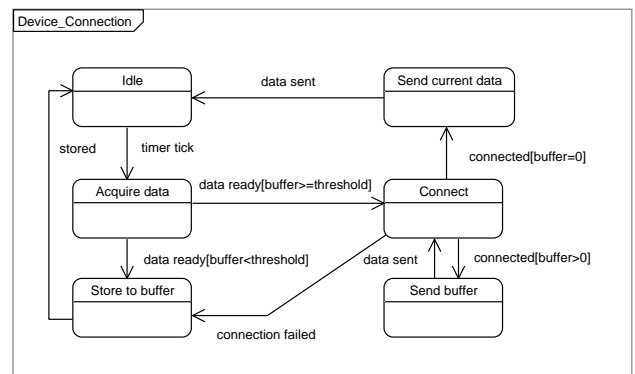 Device_Connection
Idle
data sent
Send current data
stored
timer tick
connected[buffer=0]
Acquire data
data ready[buffer>=threshold]
Connect
data ready[buffer<threshold]
data sent
connected[buffer>0]
Store to buffer
Send buffer
connection failed